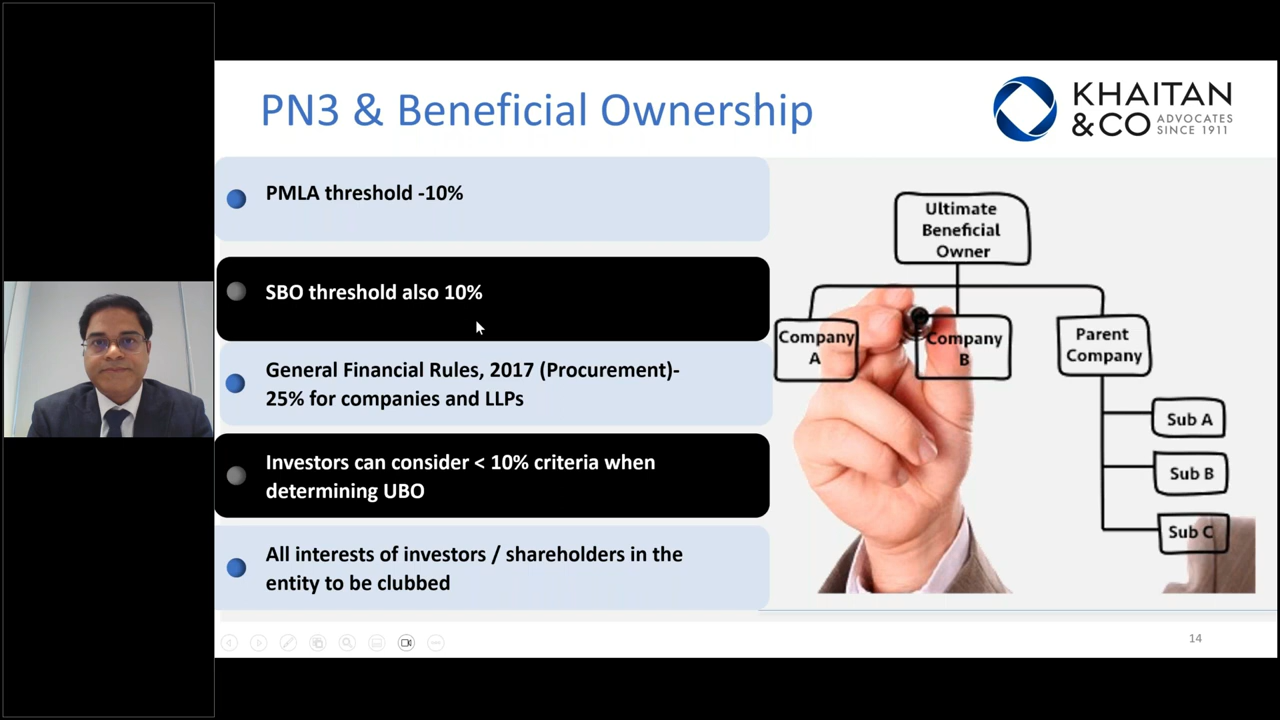 PN3 & Beneficial Ownership
KHAITAN
& CO ADVOCATES
SINCE 1911
PMLA threshold -10%
SBO threshold also 10%
General Financial Rules, 2017 (Procurement)-
25% for companies and LLPs
Investors can consider < 10% criteria when
determining UBO
All interests of investors / shareholders in the
entity to be clubbed
Ultimate
Beneficial
Owner
Company
A
Company
B
Parent
Company
Sub A
Sub B
Sub C
14